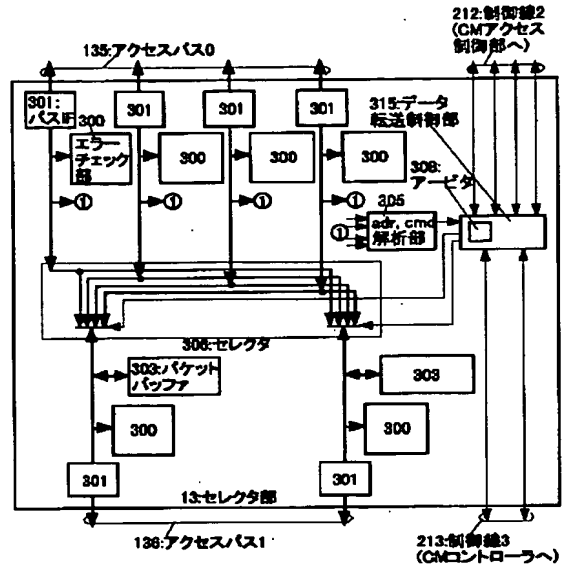 212:制御線2
(CMアクセス
制御部へ)
135:アクセスパス0
301:
パスIF
300
エラー
チェック
部
301
301
301
300
300
300
315:データ
転送制御部
308:
アービタ
①
①
①
①
305
①
adr, cmd
解析部
306:セレクタ
303:パケット
バッファ
303
300
300
301
301
13:セレクタ部
136:アクセスパス1
213:制御線3
(CMコントローラへ)